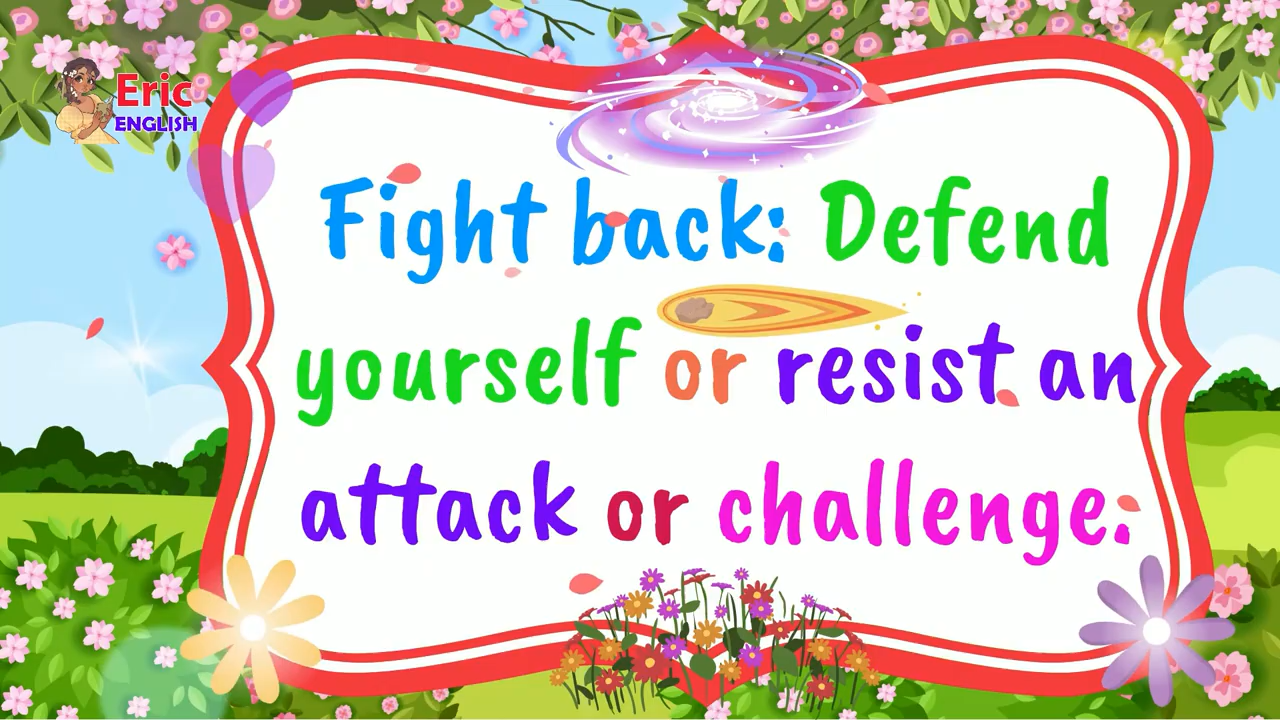 Eric
ENGLISH
Fight back: Defend
yourself or resist an
attack or challenge.